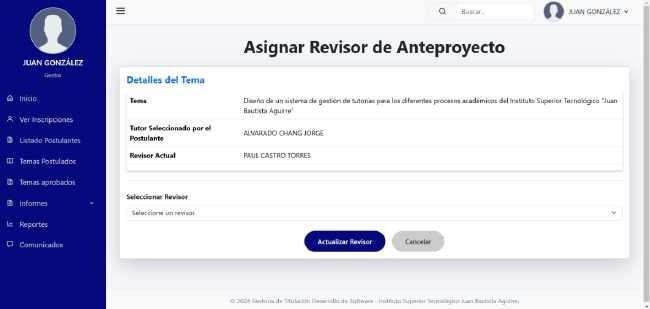 JUAN GONZÁLEZ
Gestor
Inicio
Ver Inscripciones
Listado Postulantes
Temas Postulados
Temas aprobados
Informes
Reportes
Comunicados
Buscar...
JUAN GONZÁLEZ
Asignar Revisor de Anteproyecto
Detalles del Tema
Tema
Diseño de un sistema de gestión de tutorías para los diferentes procesos académicos del Instituto Superior Tecnológico "Juan
Bautista Aguirre"
Tutor Seleccionado por el
Postulante
ALVARADO CHANG JORGE
Revisor Actual
PAUL CASTRO TORRES
Seleccionar Revisor
Seleccione un revisor
Actualizar Revisor
Cancelar
© 2024 Gestoria de Titulación Desarrollo de Software - Instituto Superior Tecnológico Juan Bautista Aguirre.